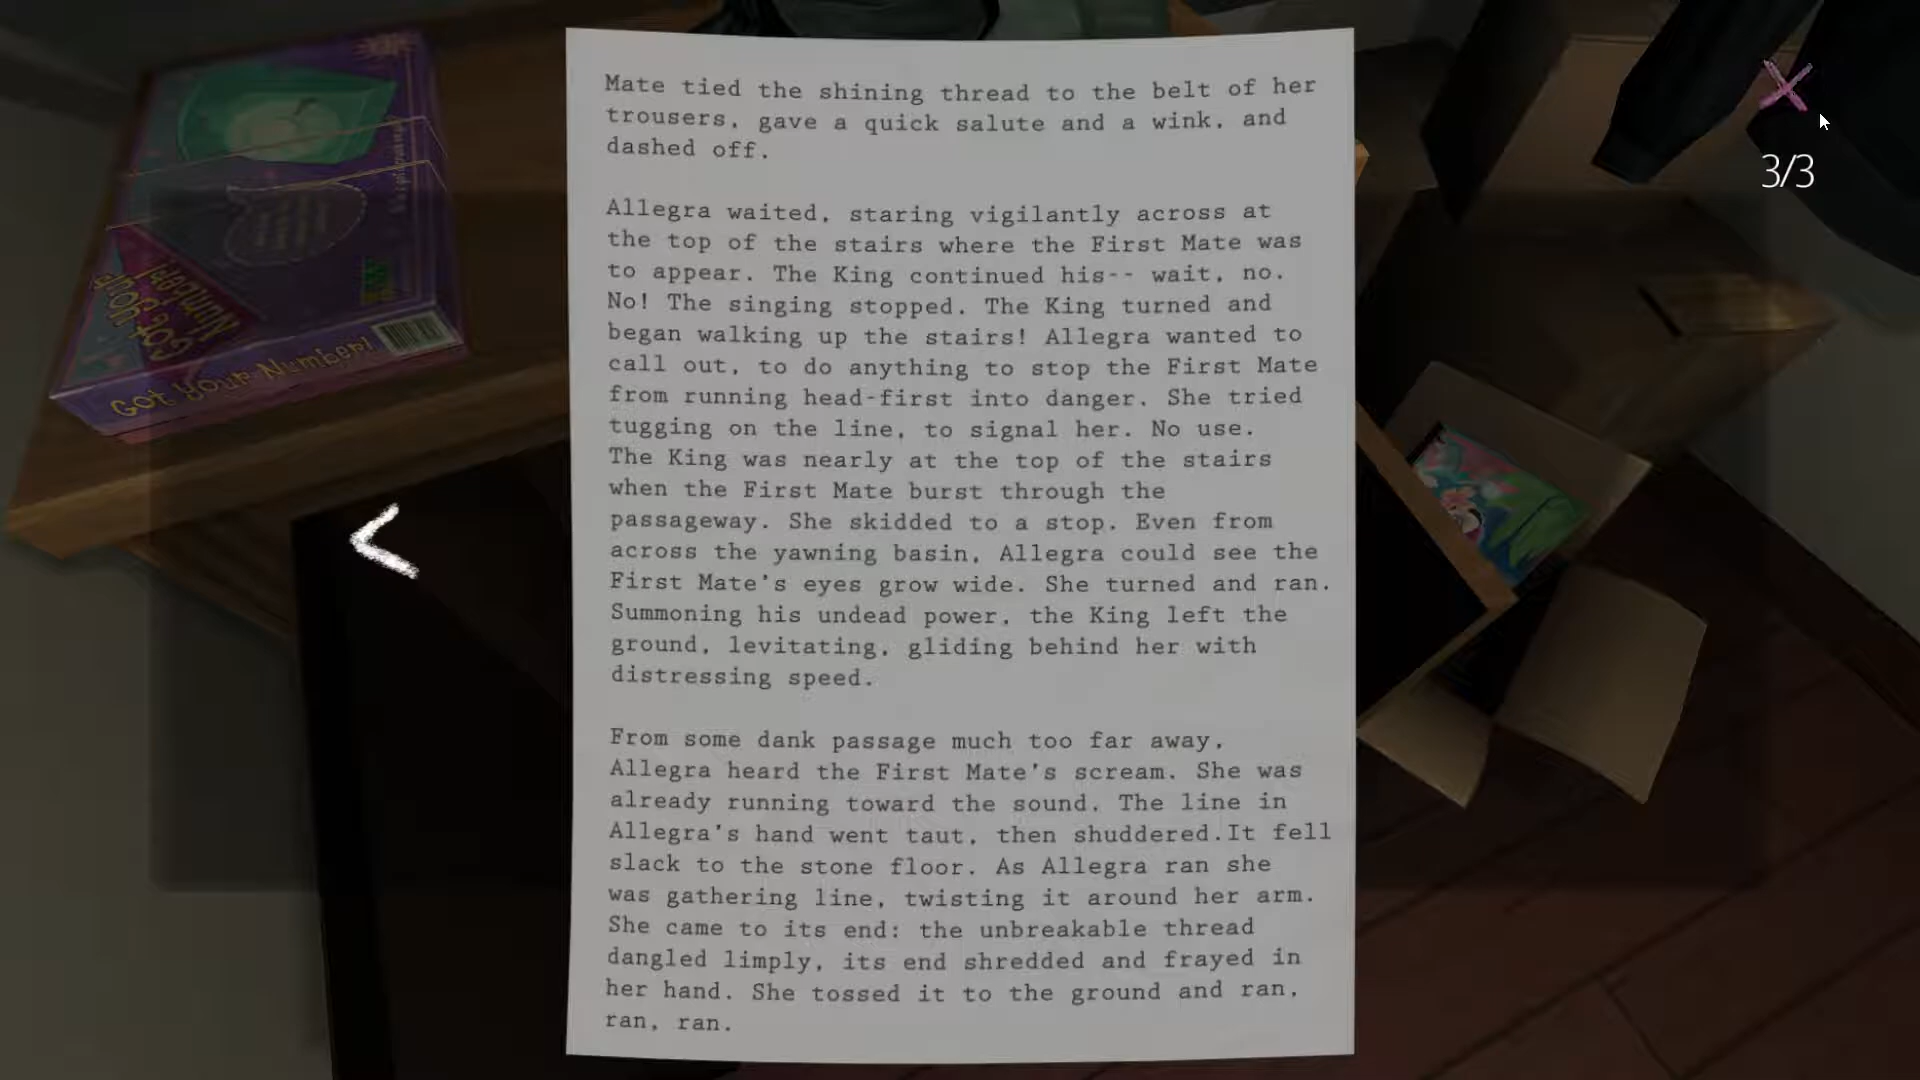 Mate tied the shining thread to the belt of her
trousers, gave a quick salute and a wink, and
dashed off.
Allegra waited, staring vigilantly across at
the top of the stairs where the First Mate was
to appear. The King continued his-- wait, no.
No! The singing stopped. The King turned and
began walking up the stairs! Allegra wanted to
call out, to do anything to stop the First Mate
from running head-first into danger. She tried
tugging on the line, to signal her. No use.
The King was nearly at the top of the stairs
when the First Mate burst through the
passageway. She skidded to a stop. Even from
across the yawning basin, Allegra could see the
First Mate's eyes grow wide. She turned and ran.
Summoning his undead power, the King left the
ground, levitating, gliding behind her with
distressing speed.
From some dank passage much too far away,
Allegra heard the First Mate's scream. She was
already running toward the sound. The line in
Allegra's hand went taut, then shuddered.It fell
slack to the stone floor. As Allegra ran she
was gathering line, twisting it around her arm.
She came to its end: the unbreakable thread
dangled limply, its end shredded and frayed in
her hand. She tossed it to the ground and ran,
ran, ran.
3/3
Got Your
Number!
Got Your Number!